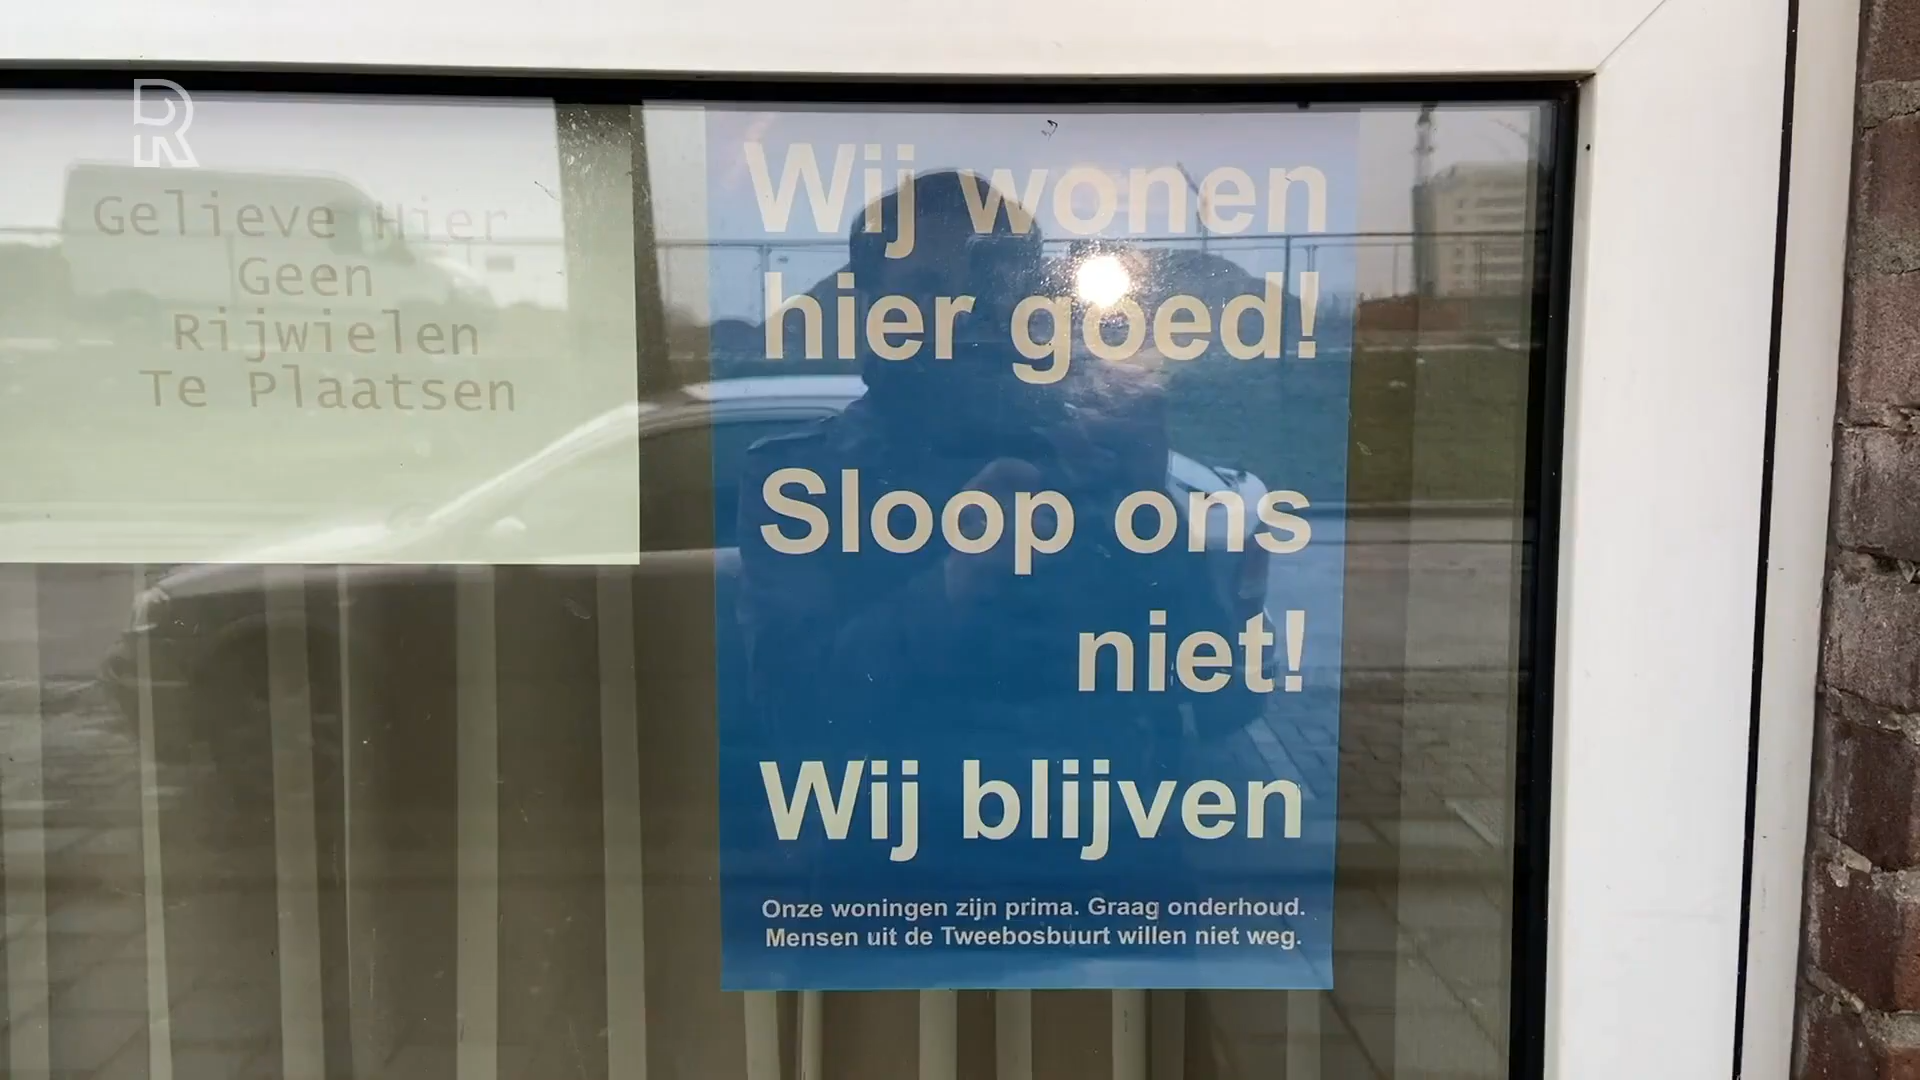 R
Gelieve Hier
Geen
Rijwielen
Te Plaatsen
Wij wonen
hier goed!
Sloop ons
niet!
Wij blijven
Onze woningen zijn prima. Graag onderhoud.
Mensen uit de Tweebosbuurt willen niet weg.